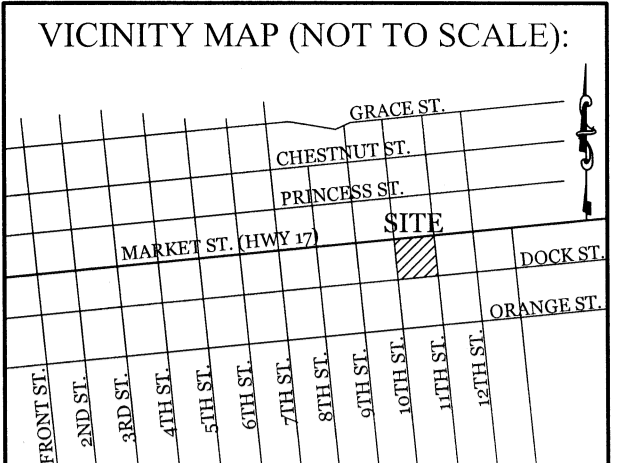 VICINITY MAP (NOT TO SCALE):
GRACE ST.
CHESTNUT ST.
PRINCESS ST.
SITE
MARKET ST. (HWY 17)
DOCK ST.
ORANGE ST.
FRONT ST.
2ND ST.
3RD ST.
4TH ST.
5TH ST.
6TH ST.
7TH ST.
8TH ST.
9TH ST.
10TH ST.
11TH ST.
12TH ST.